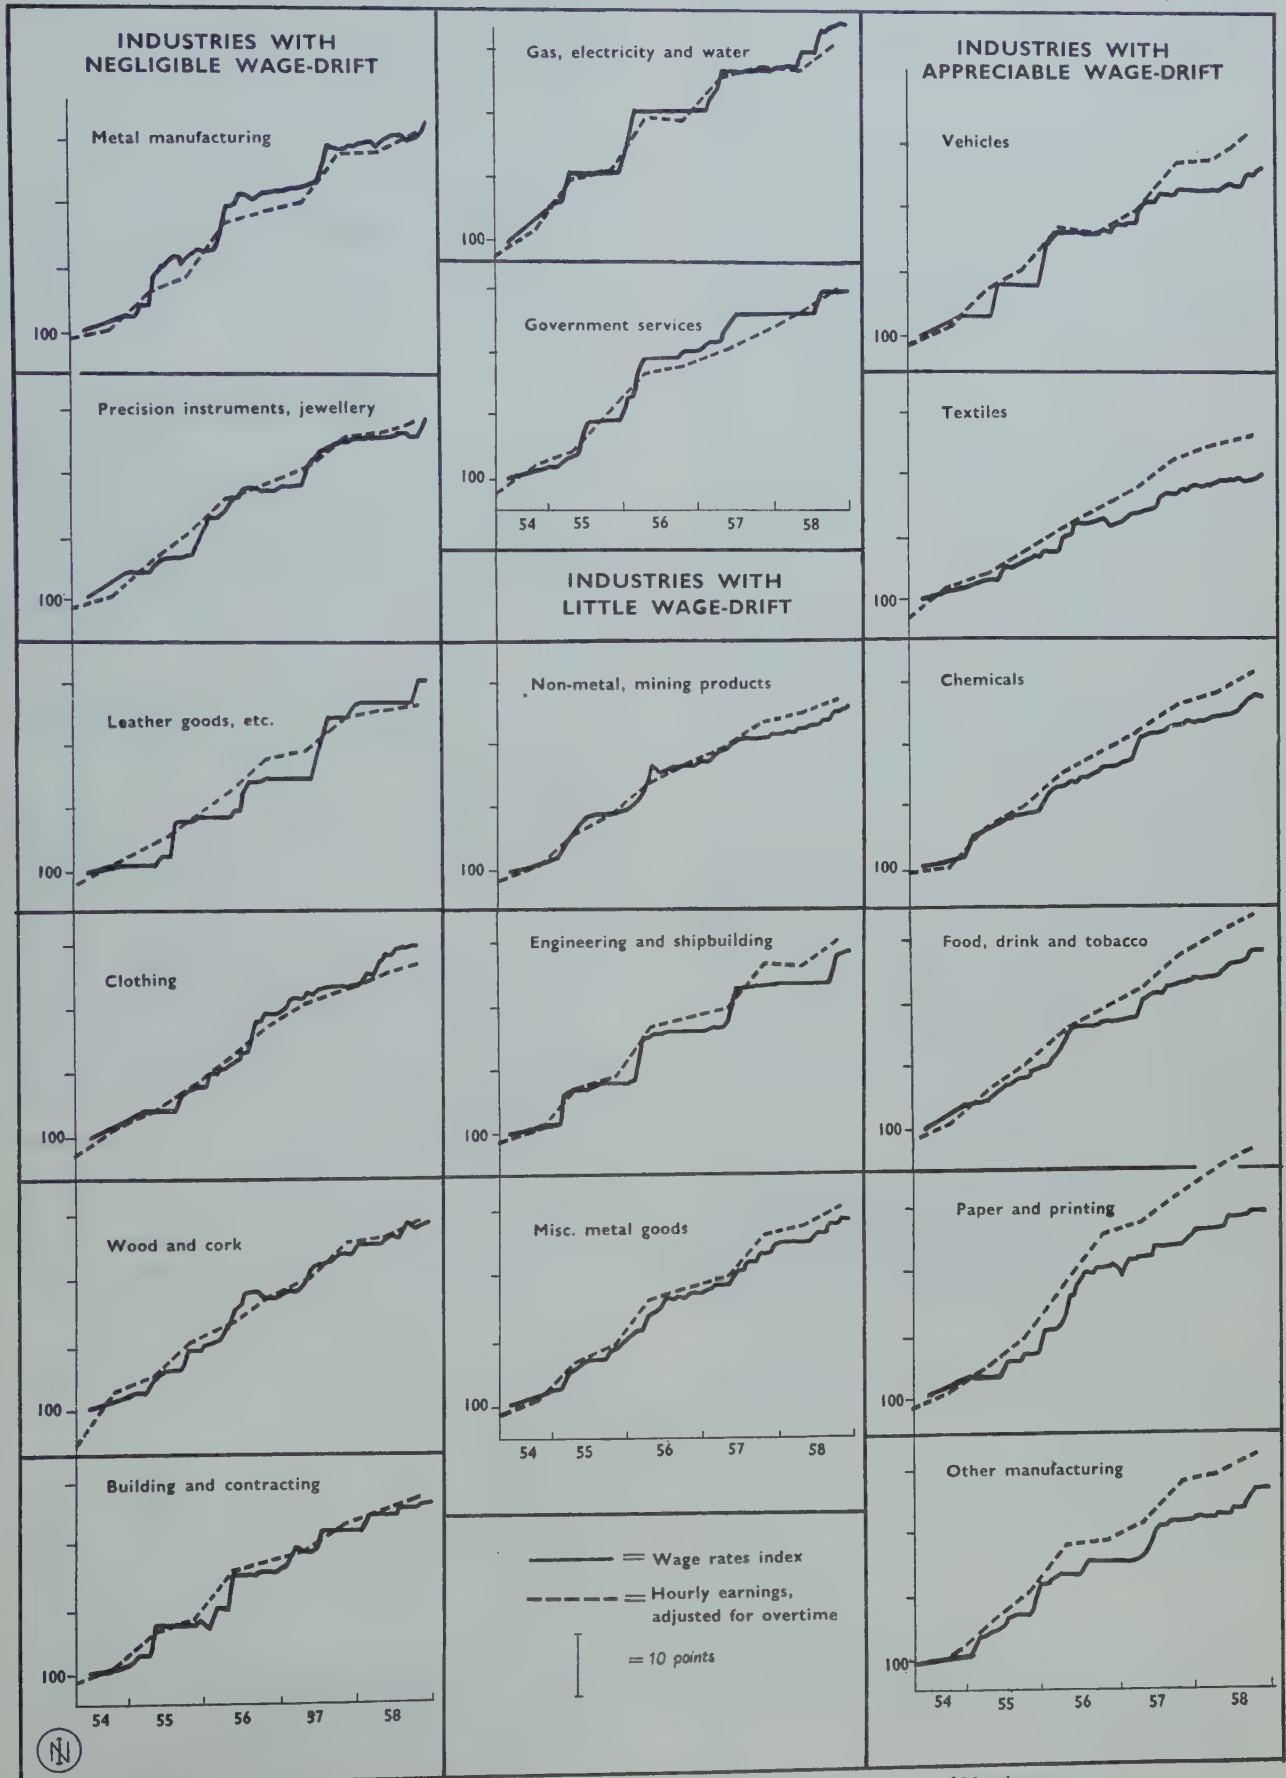 INDUSTRIES WITH
NEGLIGIBLE WAGE-DRIFT
Metal manufacturing
100
Precision instruments, jewellery
100
Leather goods, etc.
100
Clothing
100
Wood and cork
100
Building and contracting
100
54 55 56 57 58
Gas, electricity and water
100
Government services
100
54 55 56 57 58
INDUSTRIES WITH
LITTLE WAGE-DRIFT
Non-metal, mining products
100
Engineering and shipbuilding
100
Misc. metal goods
100
54 55 56 57 58
= Wage rates index
= Hourly earnings,
adjusted for overtime
= 10 points
INDUSTRIES WITH
APPRECIABLE WAGE-DRIFT
Vehicles
100
Textiles
100
Chemicals
100
Food, drink and tobacco
100
Paper and printing
100
Other manufacturing
100
54 55 56 57 58